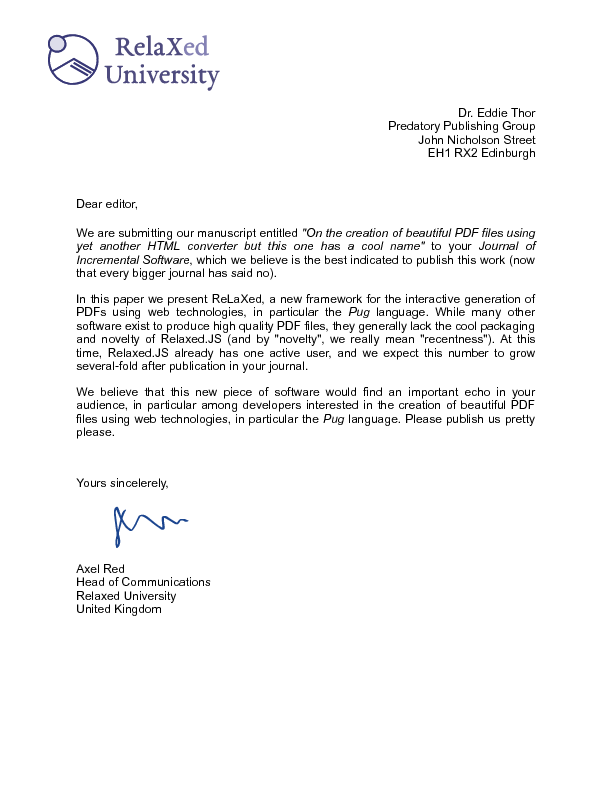 RelaXed
University
Dr. Eddie Thor
Predatory Publishing Group
John Nicholson Street
EH1 RX2 Edinburgh
Dear editor,
We are submitting our manuscript entitled "On the creation of beautiful PDF files using
yet another HTML converter but this one has a cool name" to your Journal of
Incremental Software, which we believe is the best indicated to publish this work (now
that every bigger journal has said no).
In this paper we present ReLaXed, a new framework for the interactive generation of
PDFs using web technologies, in particular the Pug language. While many other
software exist to produce high quality PDF files, they generally lack the cool packaging
and novelty of Relaxed.JS (and by "novelty", we really mean "recentness"). At this
time, Relaxed.JS already has one active user, and we expect this number to grow
several-fold after publication in your journal.
We believe that this new piece of software would find an important echo in your
audience, in particular among developers interested in the creation of beautiful PDF
files using web technologies, in particular the Pug language. Please publish us pretty
please.
Yours sincelerely,
Axel Red
Head of Communications
Relaxed University
United Kingdom